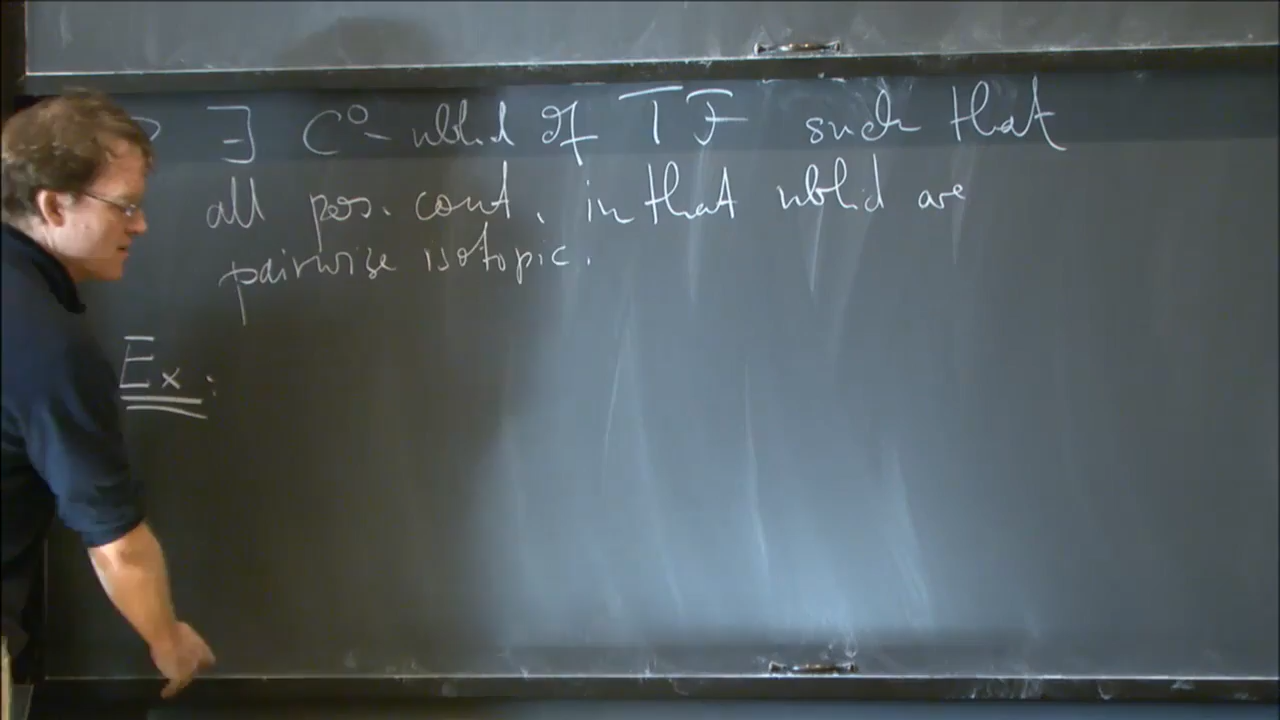 ∃ C⁰-nbhd of TF such that
all pos. cont. in that nbhd are
pairwise isotopic.
Ex: